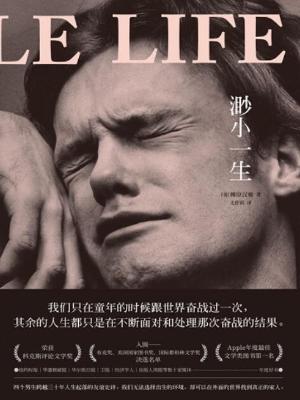 LE LIFE
渺小一生
[美]柳原汉雅 著
尤传莉 译
我们只在童年的时候跟世界奋战过一次，
其余的人生都只是在不断面对和处理那次奋战的结果。
荣获
科克斯评论文学奖
入围
布克奖、美国国家图书奖、国际都柏林文学奖
决选名单
Apple年度最佳
文学类图书第一名
四个男生跨越三十年人生起落的友谊史诗，我们无法选择出生的环境，却可以在外面的世界找到真正的家人。